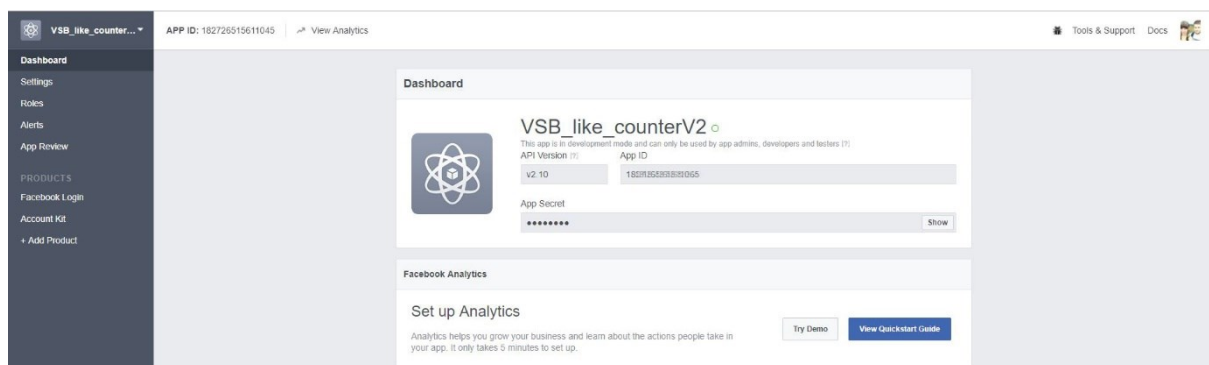 VSB_like_counter...
APP ID: 182726515611045
View Analytics
Tools & Support
Docs
Dashboard
Settings
Roles
Alerts
App Review
PRODUCTS
Facebook Login
Account Kit
+ Add Product
Dashboard
VSB_like_counterV2
This app is in development mode and can only be used by app admins, developers and testers [?]
API Version [?]
App ID
v2.10
App Secret
●●●●●●●●
Show
Facebook Analytics
Set up Analytics
Analytics helps you grow your business and learn about the actions people take in
your app. It only takes 5 minutes to set up.
Try Demo
View Quickstart Guide